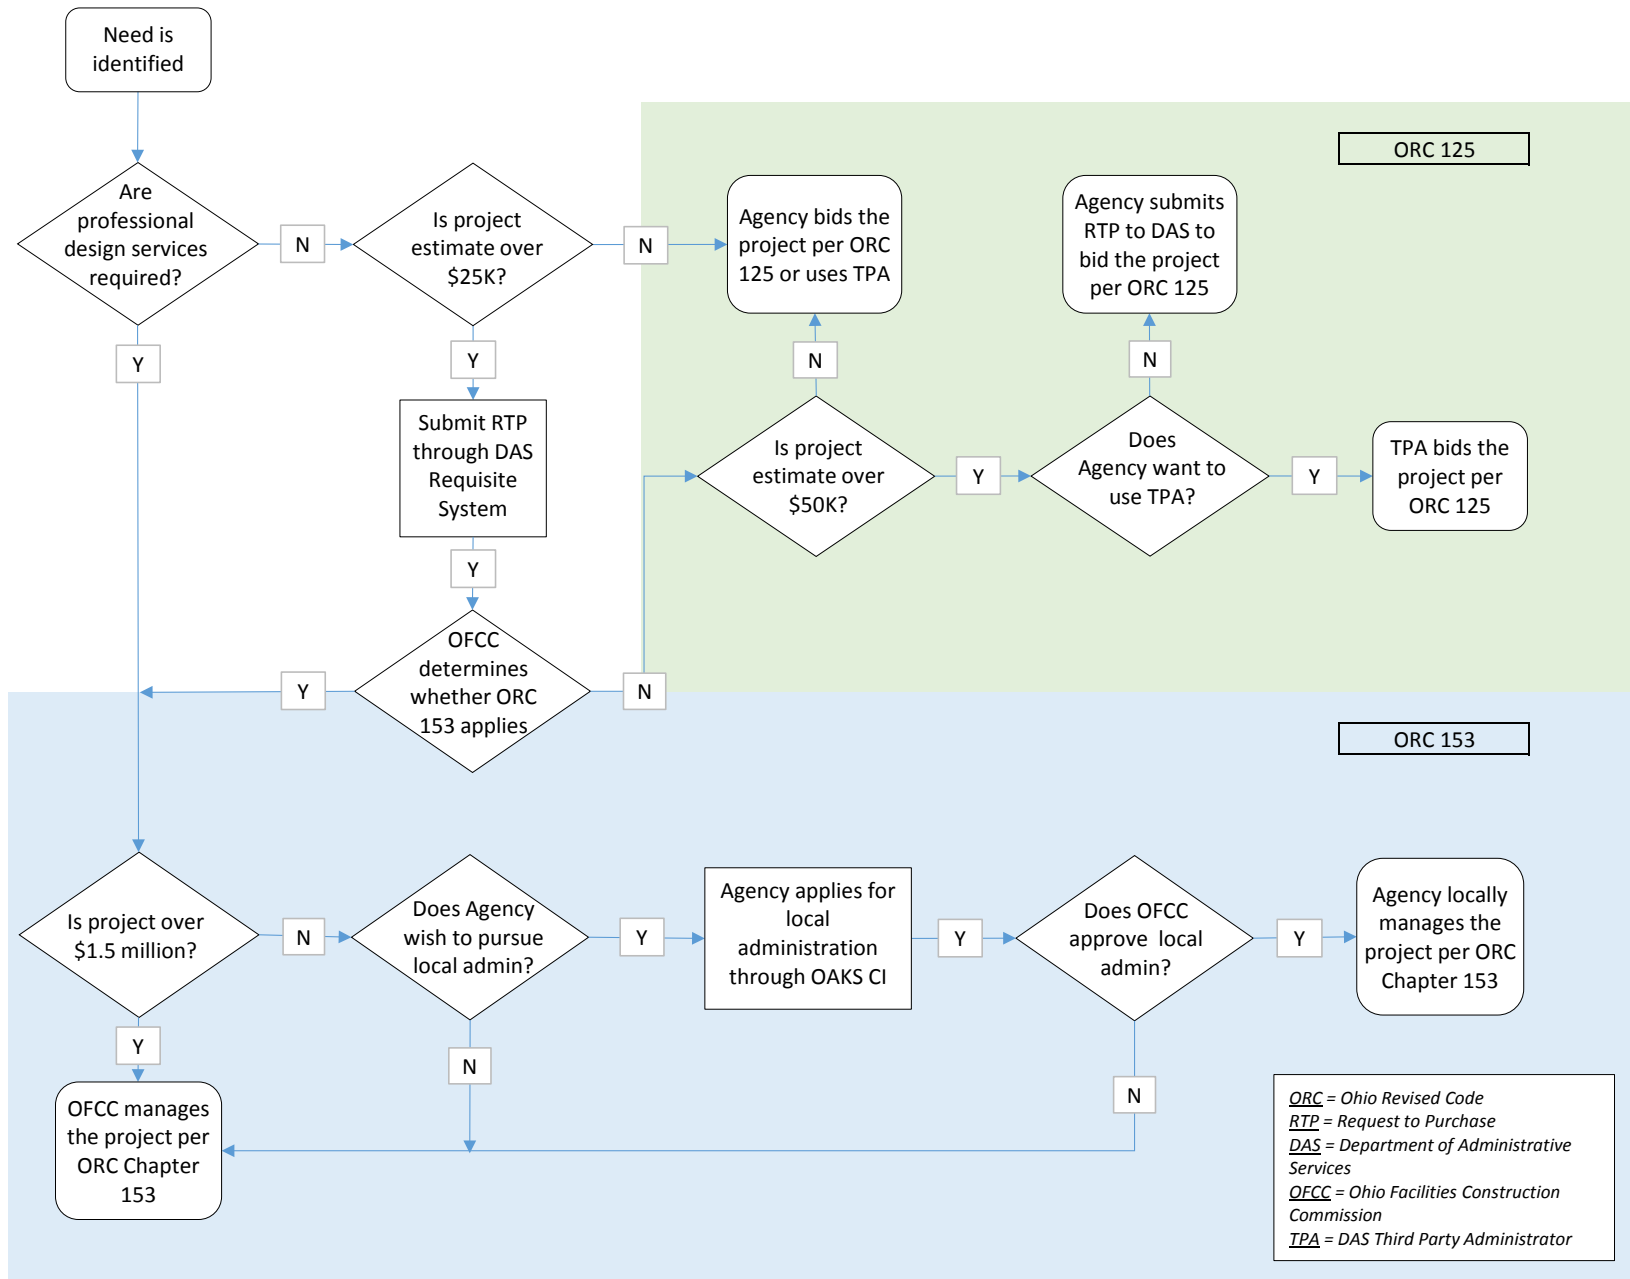 Need is
identified
ORC 125
Are
professional
design services
required?
N
Is project
estimate over
$25K?
N
Agency bids the
project per ORC
125 or uses TPA
Agency submits
RTP to DAS to
bid the project
per ORC 125
Y
Y
N
N
Submit RTP
through DAS
Requisite
System
Is project
estimate over
$50K?
Y
Does
Agency want to
use TPA?
Y
TPA bids the
project per
ORC 125
Y
OFCC
determines
whether ORC
153 applies
Y
N
ORC 153
Is project over
$1.5 million?
N
Does Agency
wish to pursue
local admin?
Y
Agency applies for
local
administration
through OAKS CI
Y
Does OFCC
approve  local
admin?
Y
Agency locally
manages the
project per ORC
Chapter 153
Y
N
N
OFCC manages
the project per
ORC Chapter
153
ORC = Ohio Revised Code
RTP = Request to Purchase
DAS = Department of Administrative
Services
OFCC = Ohio Facilities Construction
Commission
TPA = DAS Third Party Administrator